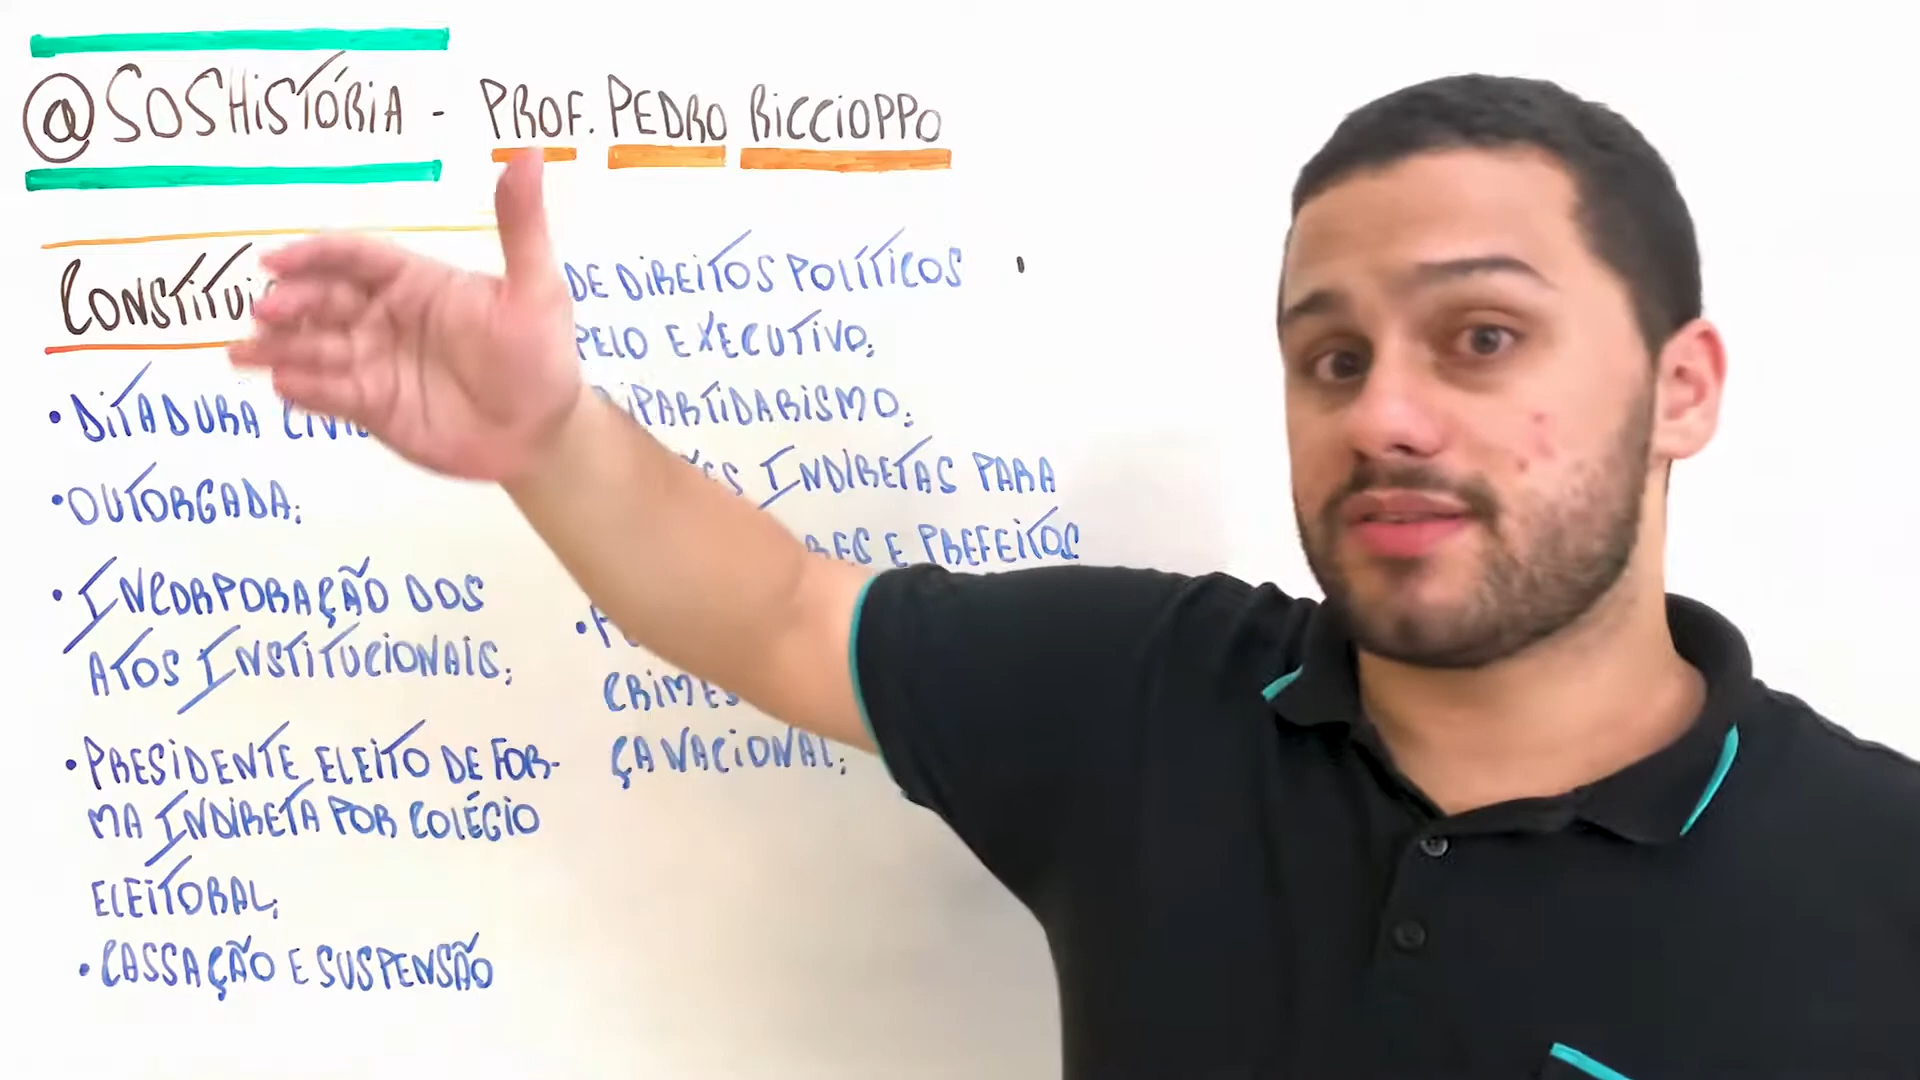 @SOSHISTÓRIA - PROF. PEDRO RICCIOPPO
DITADURA
• OUTORGADA;
• INCORPORAÇÃO DOS
ATOS INSTITUCIONAIS;
• PRESIDENTE ELEITO DE FOR-
MA INDIRETA POR COLÉGIO
ELEITORAL;
• CASSAÇÃO E SUSPENSÃO
DE DIREITOS POLÍTICOS
PELO EXECUTIVO;
BIPARTIDARISMO;
INDIRETAS PARA
E PREFEITOS
CRIMES
ÇA NACIONAL;